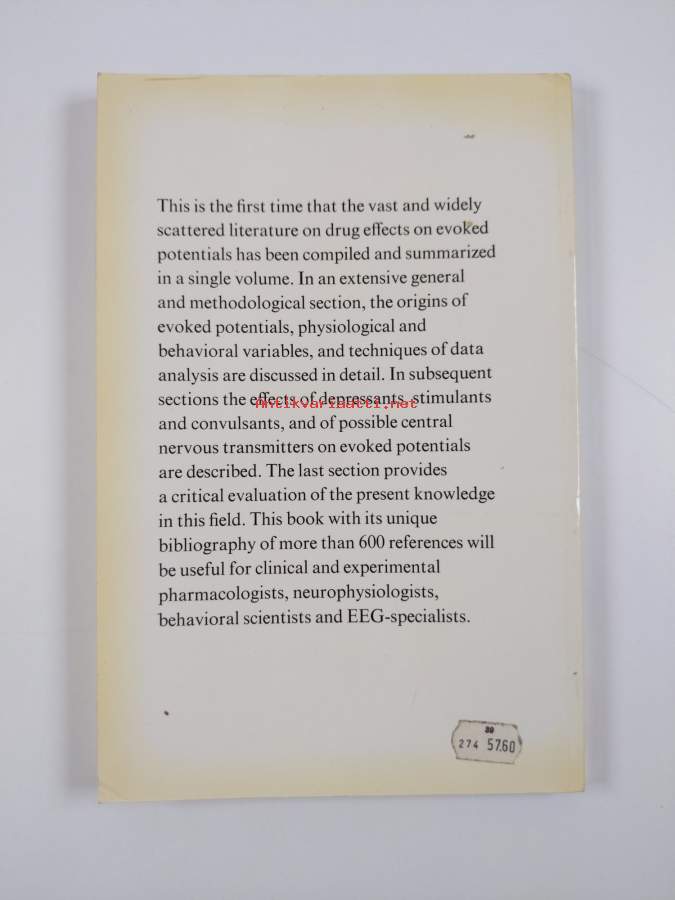 This is the first time that the vast and widely
scattered literature on drug effects on evoked
potentials has been compiled and summarized
in a single volume. In an extensive general
and methodological section, the origins of
evoked potentials, physiological and
behavioral variables, and techniques of data
analysis are discussed in detail. In subsequent
sections the effects of depressants, stimulants
Antikvariaatti.net
and convulsants, and of possible central
nervous transmitters on evoked potentials
are described. The last section provides
a critical evaluation of the present knowledge
in this field. This book with its unique
bibliography of more than 600 references will
be useful for clinical and experimental
pharmacologists, neurophysiologists,
behavioral scientists and EEG-specialists.
274 57.60